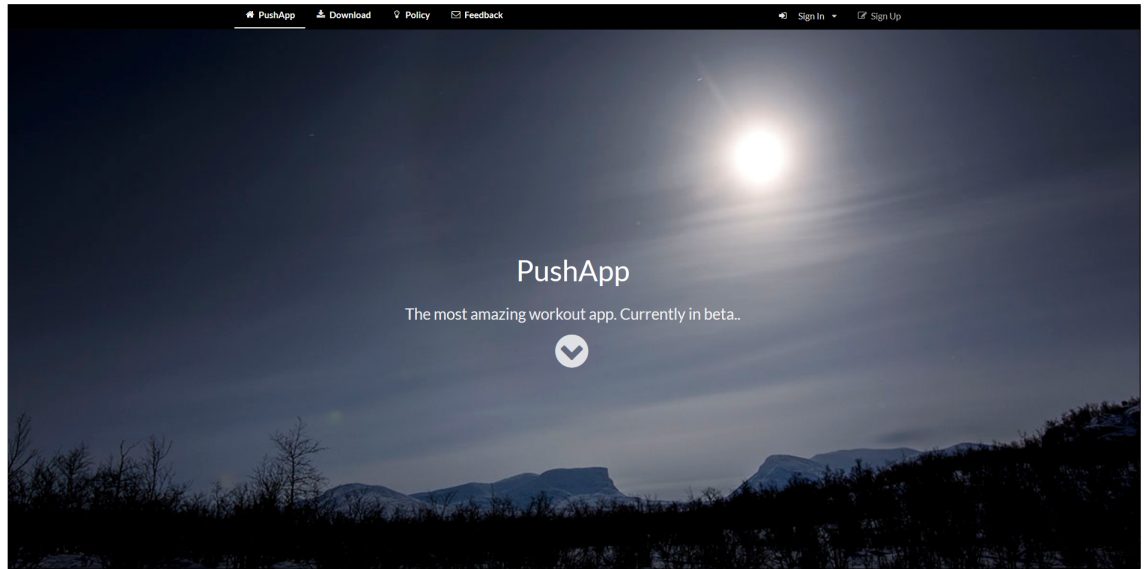 PushApp Download Policy Feedback Sign In Sign Up
PushApp
The most amazing workout app. Currently in beta..